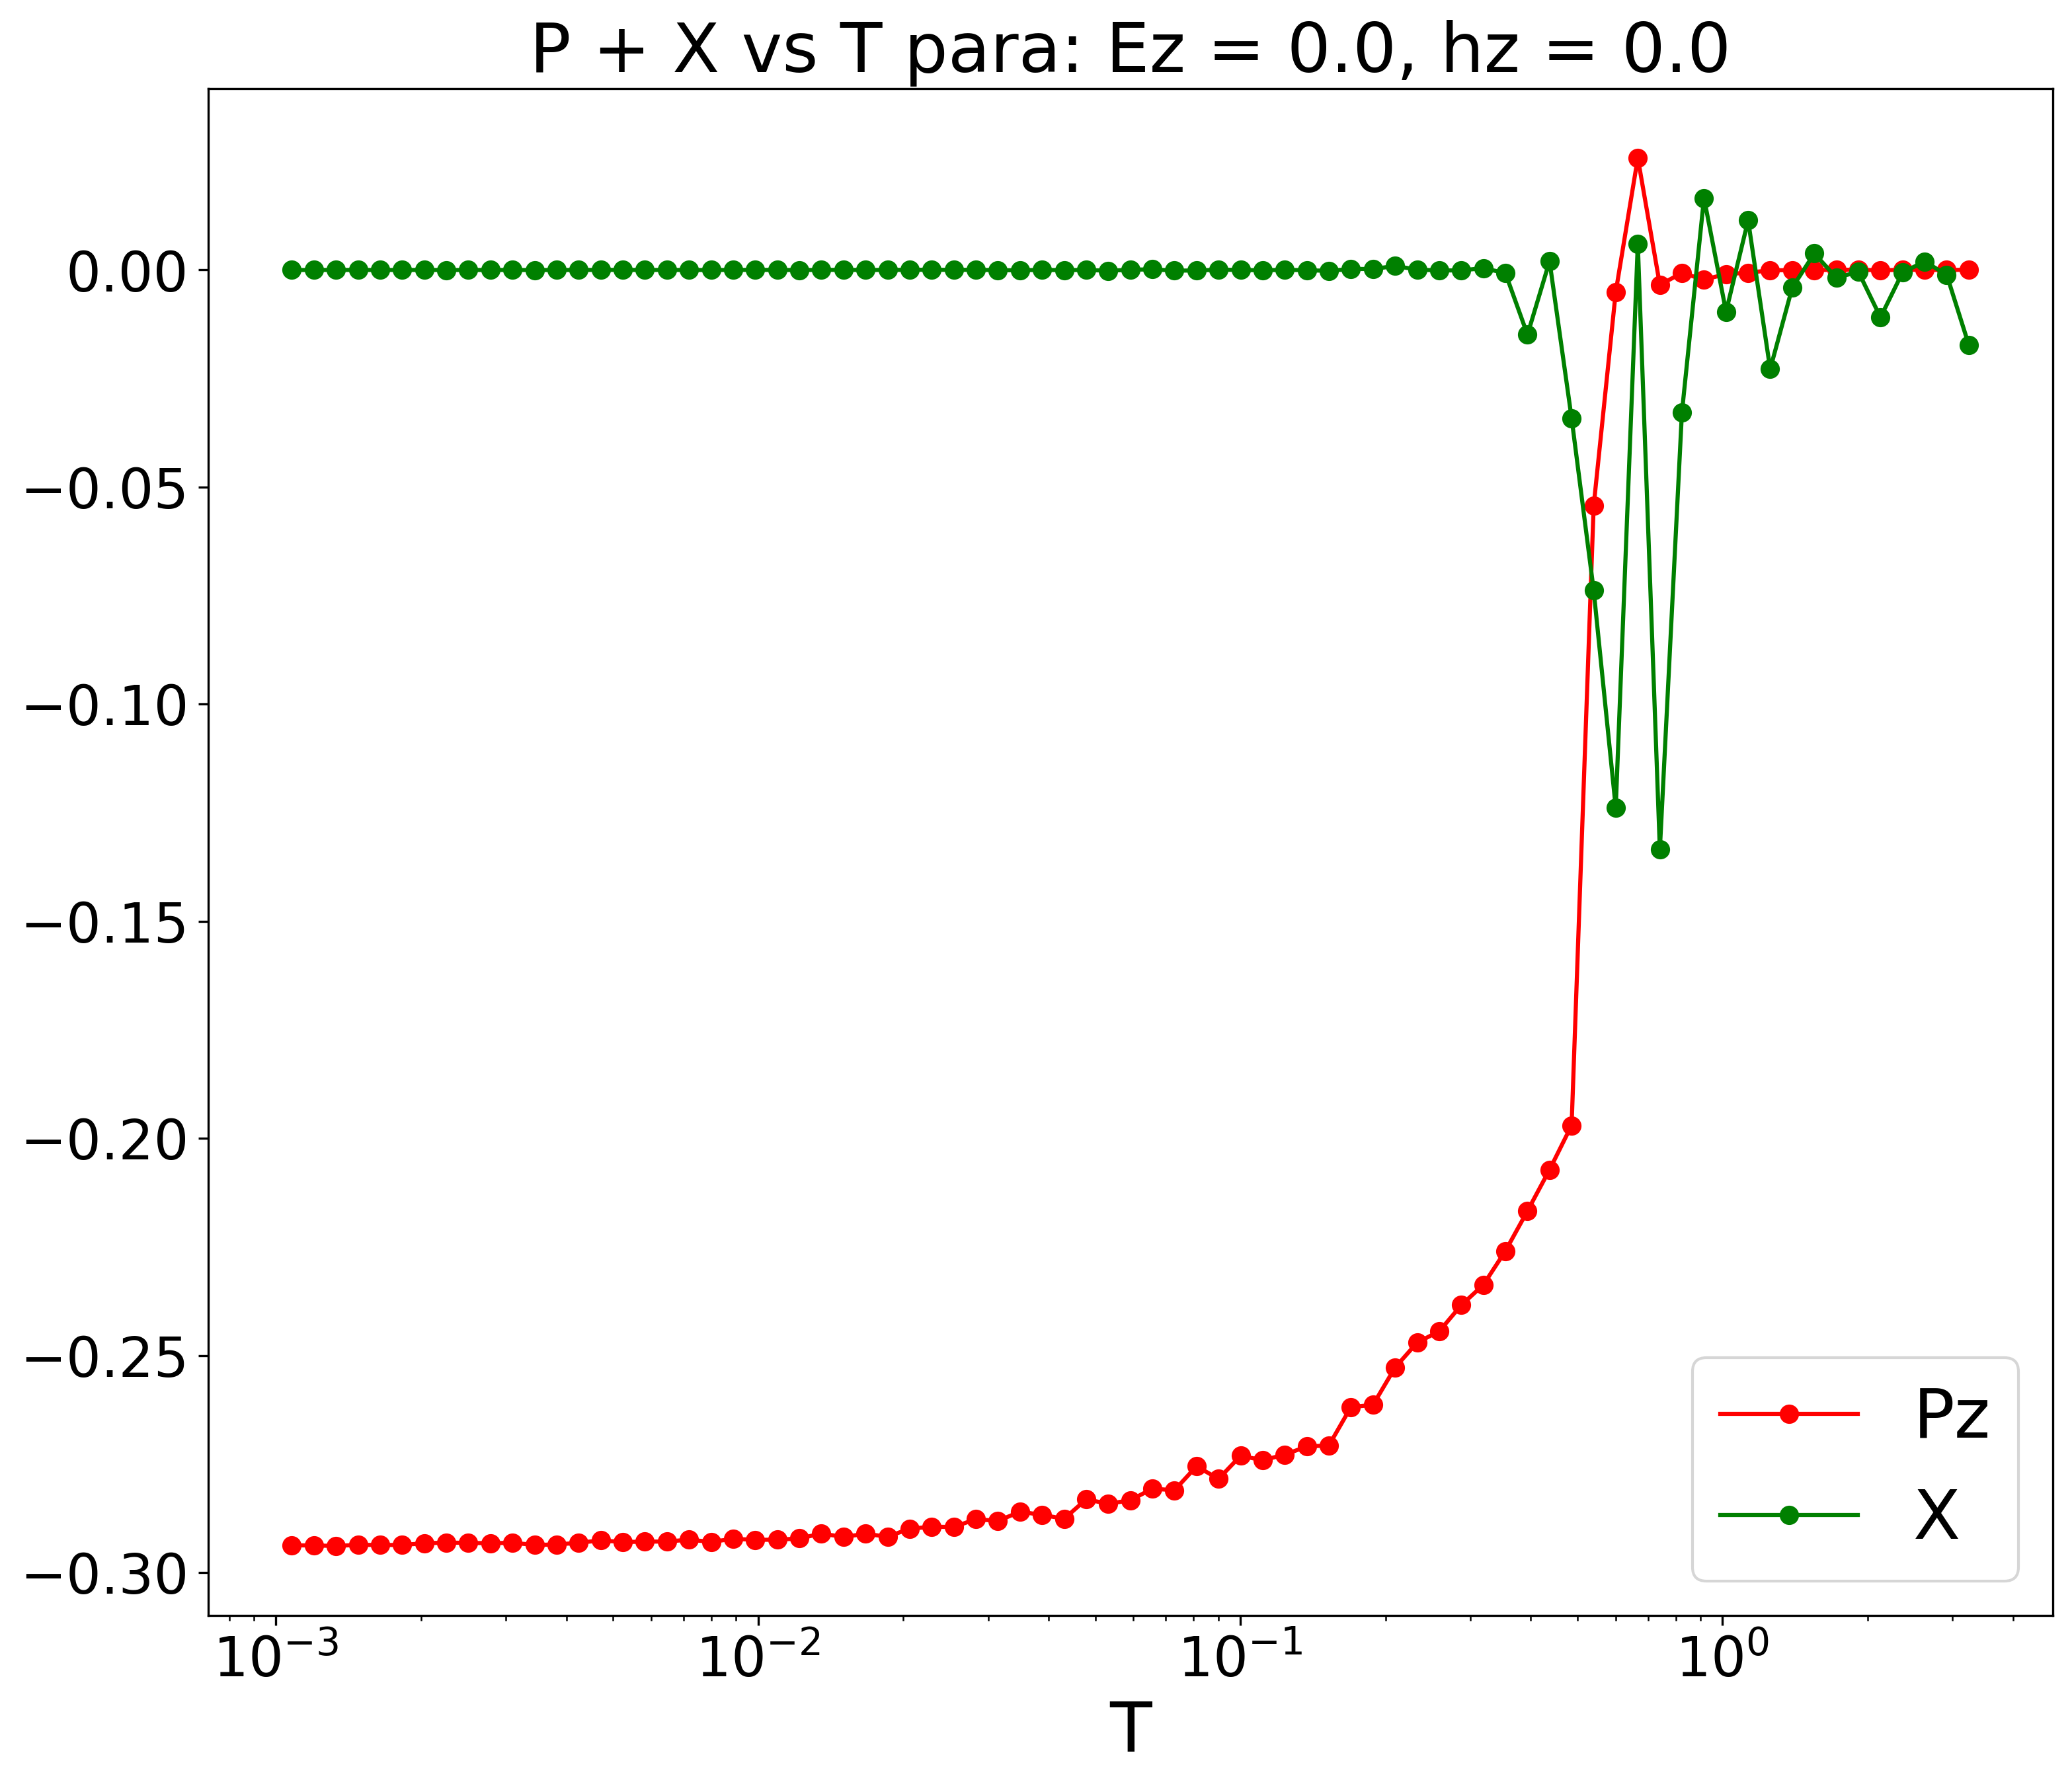 P + X vs T para: Ez = 0.0, hz = 0.0
0.00
−0.05
−0.10
−0.15
−0.20
−0.25
−0.30
Pz
X
10⁻³ 10⁻² 10⁻¹ 10⁰
T